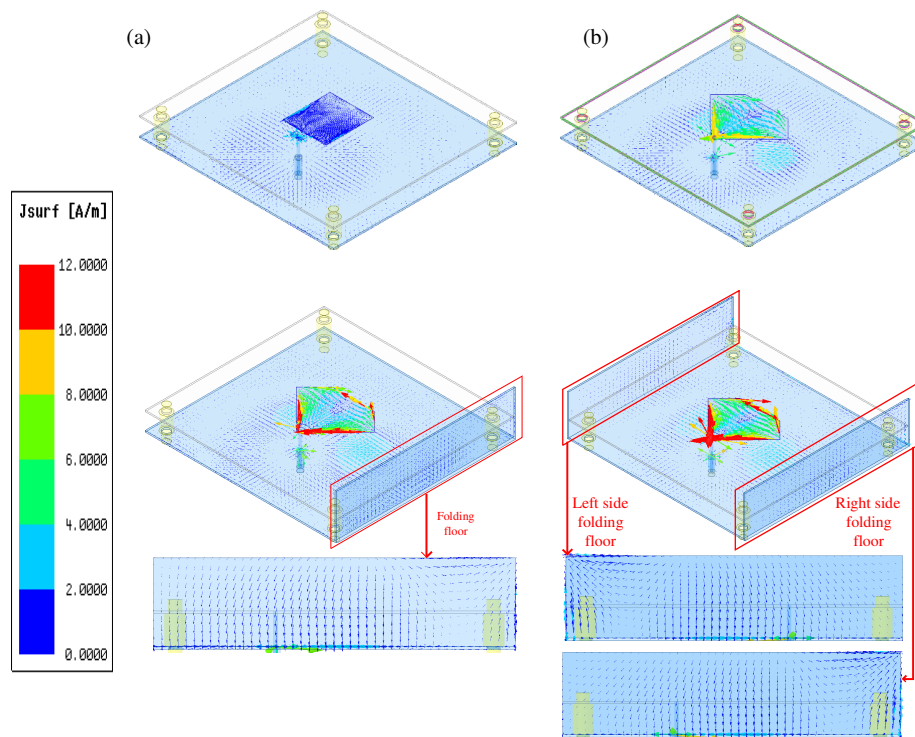 (a)
(b)
Jsurf [A/m]
12.0000
10.0000
8.0000
6.0000
4.0000
2.0000
0.0000
Folding
floor
Left side
folding
floor
Right side
folding
floor